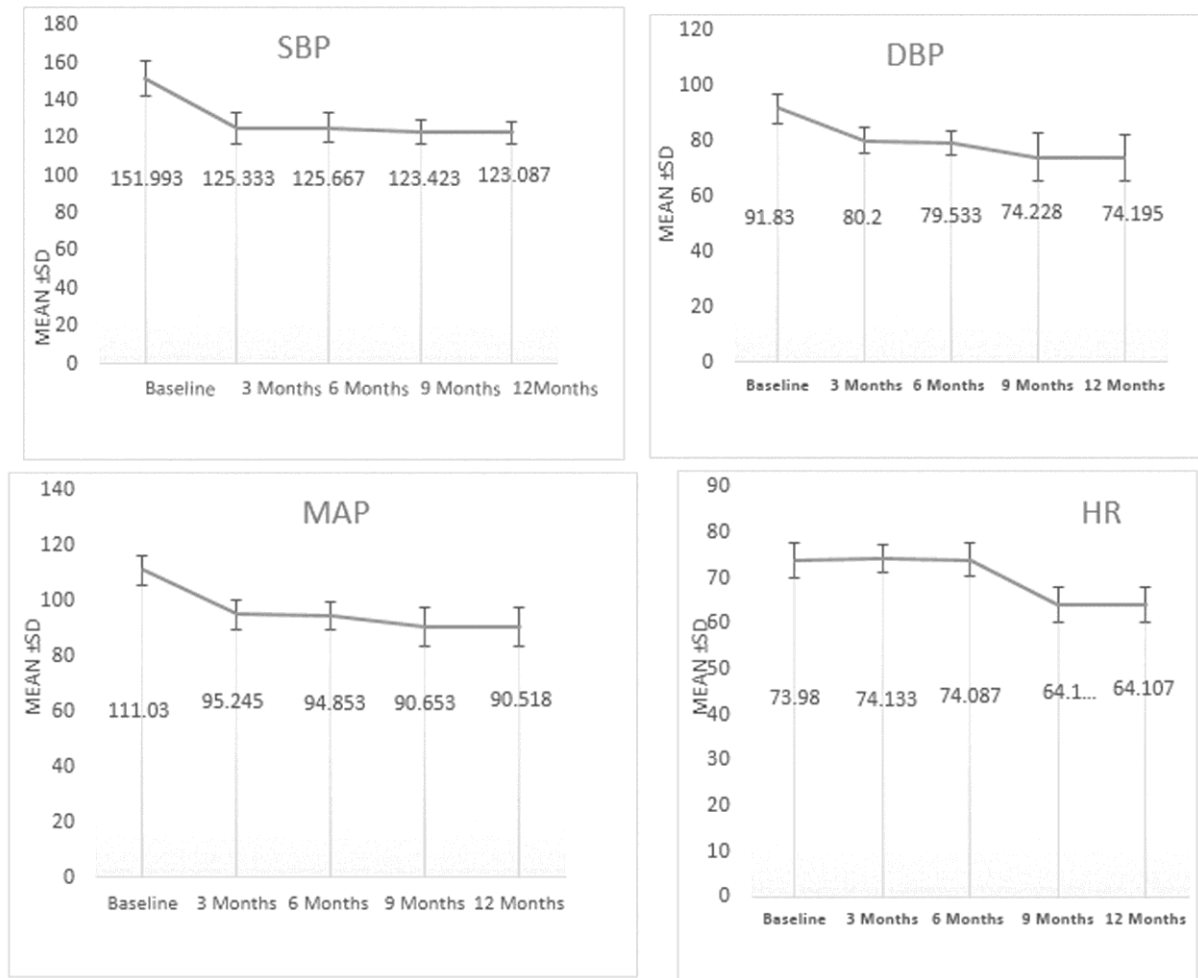 SBP
MEAN ±SD
180
160
140
120
100
80
60
40
20
0
151.993 125.333 125.667 123.423 123.087
Baseline 3 Months 6 Months 9 Months 12Months
DBP
MEAN ±SD
120
100
80
60
40
20
0
91.83 80.2 79.533 74.228 74.195
Baseline 3 Months 6 Months 9 Months 12 Months
MAP
MEAN ±SD
140
120
100
80
60
40
20
0
111.03 95.245 94.853 90.653 90.518
Baseline 3 Months 6 Months 9 Months 12 Months
HR
MEAN ±SD
90
80
70
60
50
40
30
20
10
0
73.98 74.133 74.087 64.1... 64.107
Baseline 3 Months 6 Months 9 Months 12 Months